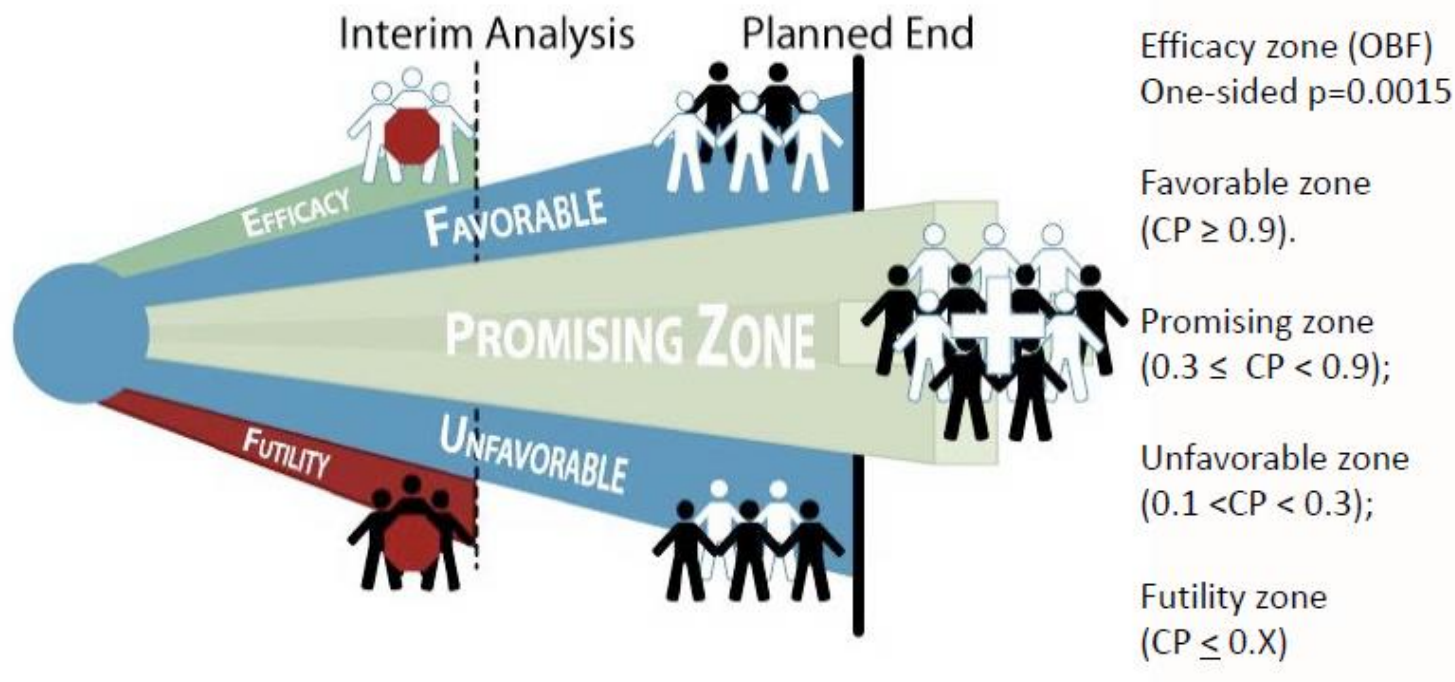 Interim Analysis
Planned End
EFFICACY
FAVORABLE
PROMISING ZONE
UNFAVORABLE
FUTILITY
Efficacy zone (OBF)
One-sided p=0.0015
Favorable zone
(CP ≥ 0.9).
Promising zone
(0.3 ≤ CP < 0.9);
Unfavorable zone
(0.1 <CP < 0.3);
Futility zone
(CP ≤ 0.X)